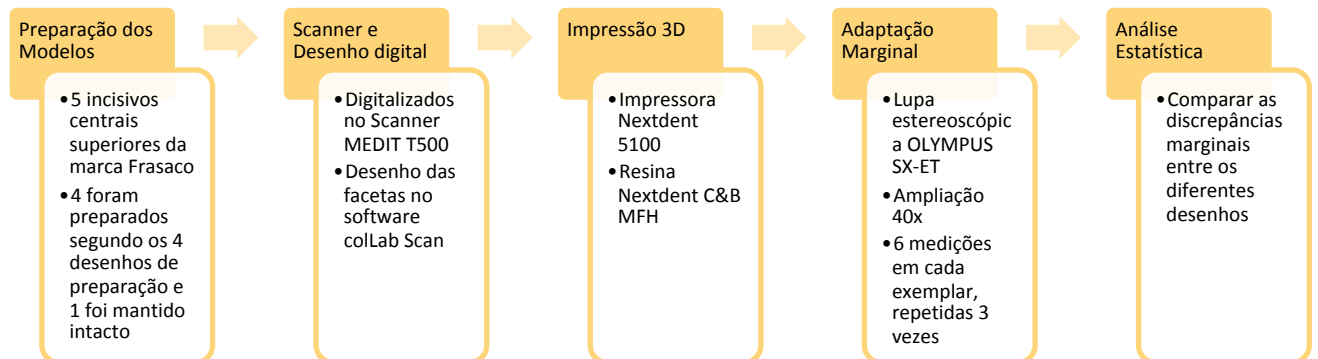 Preparação dos
Modelos
•5 incisivos
centrais
superiores da
marca Frasaco
•4 foram
preparados
segundo os 4
desenhos de
preparação e
1 foi mantido
intacto
Scanner e
Desenho digital
•Digitalizados
no Scanner
MEDIT T500
•Desenho das
facetas no
software
colLab Scan
Impressão 3D
•Impressora
Nextdent
5100
•Resina
Nextdent C&B
MFH
Adaptação
Marginal
•Lupa
estereoscópic
a OLYMPUS
SX-ET
•Ampliação
40x
•6 medições
em cada
exemplar,
repetidas 3
vezes
Análise
Estatística
•Comparar as
discrepâncias
marginais
entre os
diferentes
desenhos